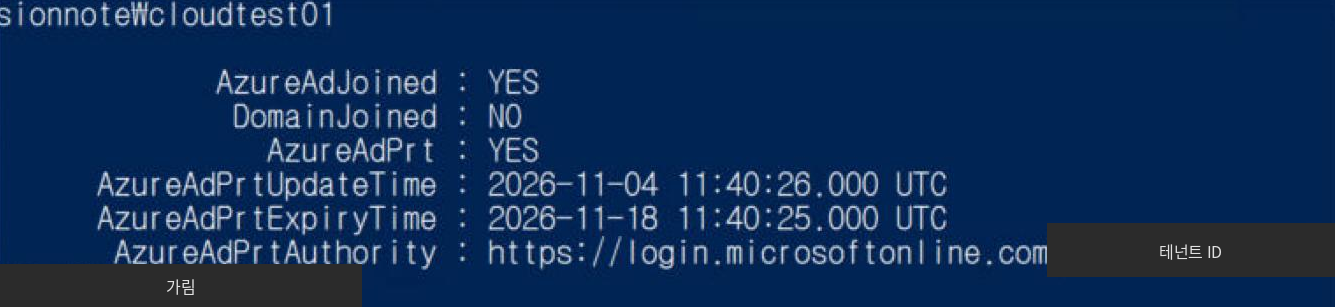 sionnote₩cloudtest01
AzureAdJoined : YES
DomainJoined : NO
AzureAdPrt : YES
AzureAdPrtUpdateTime : 2026-11-04 11:40:26.000 UTC
AzureAdPrtExpiryTime : 2026-11-18 11:40:25.000 UTC
AzureAdPrtAuthority : https://login.microsoftonline.com
테넌트 ID
가림